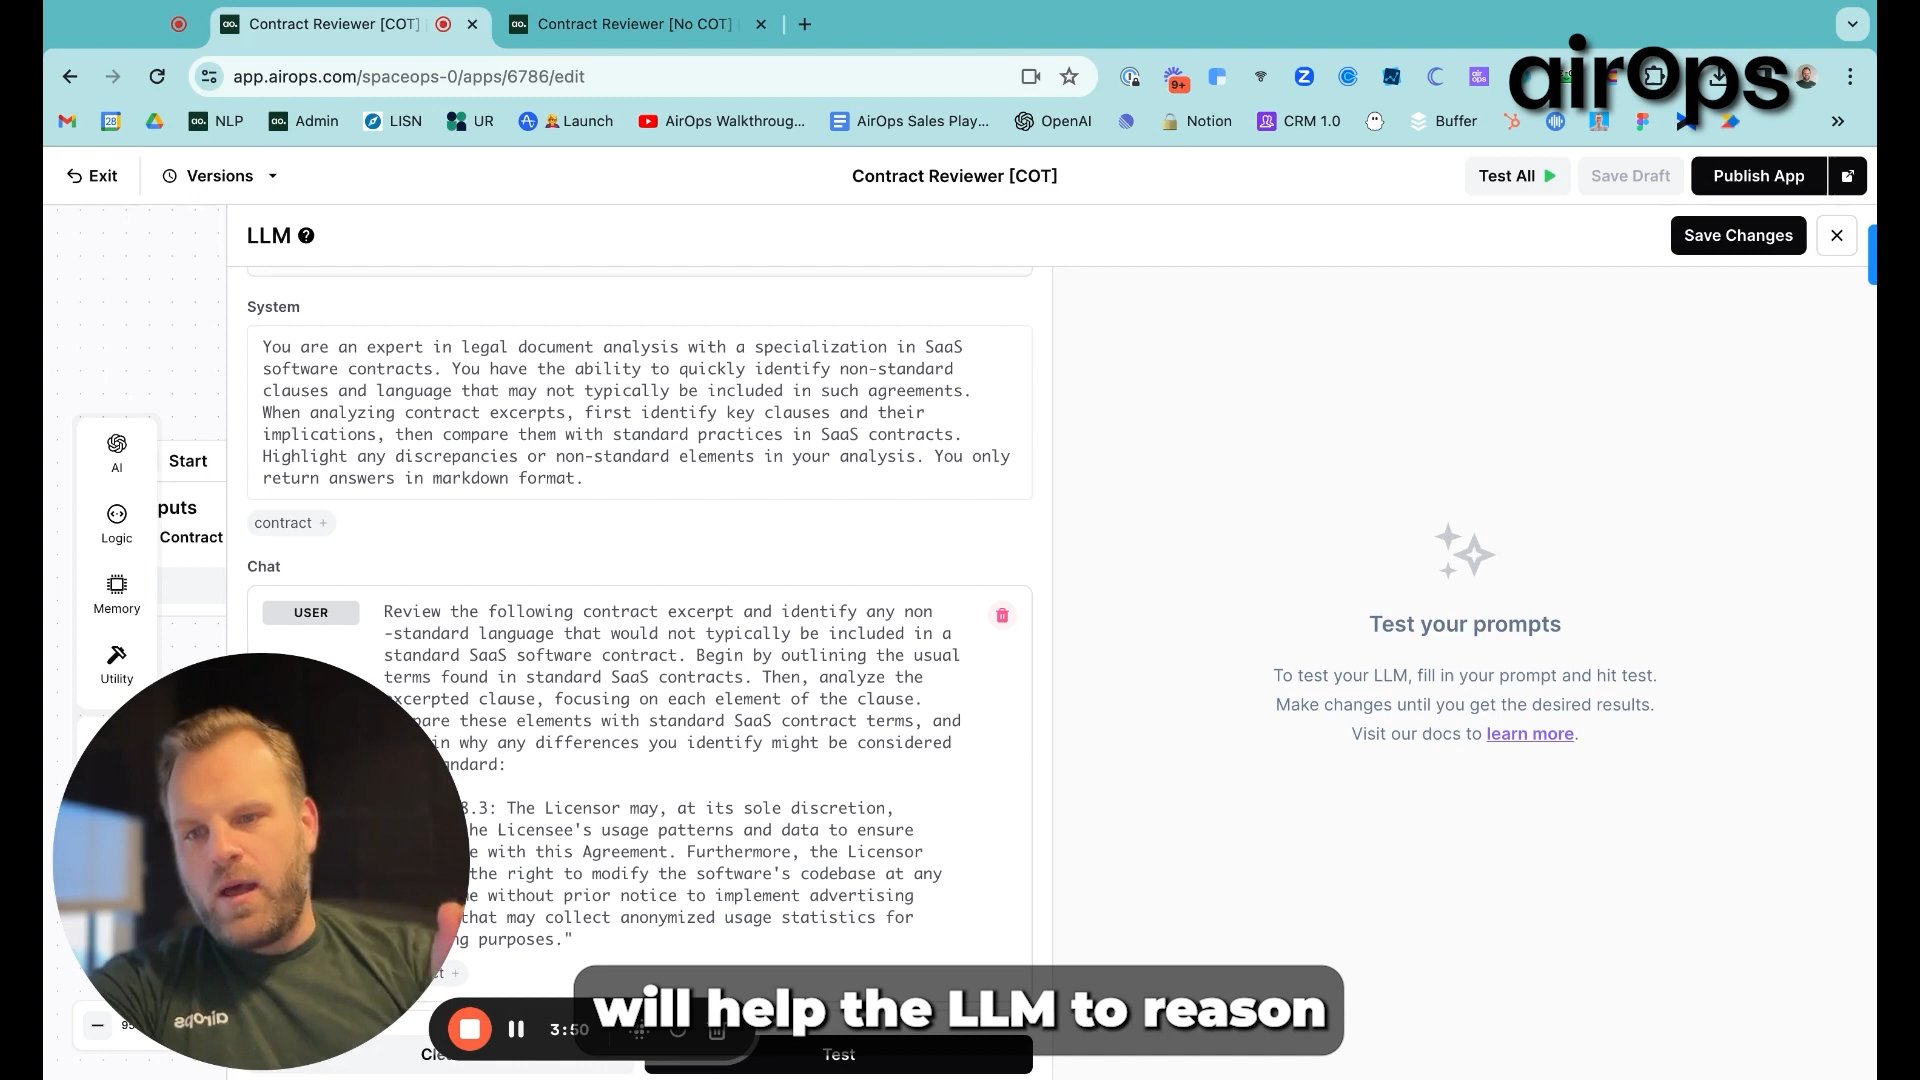 ao. Contract Reviewer [COT]
ao. Contract Reviewer [No COT]
airops
app.airops.com/spaceops-0/apps/6786/edit
9+
Z
air ops
28
ao. NLP
ao. Admin
LISN
UR
Launch
AirOps Walkthroug...
AirOps Sales Play...
OpenAI
Notion
CRM 1.0
Buffer
Exit
Versions
Contract Reviewer [COT]
Test All
Save Draft
Publish App
LLM
Save Changes
System
You are an expert in legal document analysis with a specialization in SaaS
software contracts. You have the ability to quickly identify non-standard
clauses and language that may not typically be included in such agreements.
When analyzing contract excerpts, first identify key clauses and their
implications, then compare them with standard practices in SaaS contracts.
Highlight any discrepancies or non-standard elements in your analysis. You only
return answers in markdown format.
contract +
AI
Logic
Memory
Utility
Start
puts
Contract
Chat
USER
Review the following contract excerpt and identify any non
-standard language that would not typically be included in a
standard SaaS software contract. Begin by outlining the usual
terms found in standard SaaS contracts. Then, analyze the
excerpted clause, focusing on each element of the clause.
pare these elements with standard SaaS contract terms, and
in why any differences you identify might be considered
ndard:
8.3: The Licensor may, at its sole discretion,
he Licensee's usage patterns and data to ensure
e with this Agreement. Furthermore, the Licensor
the right to modify the software's codebase at any
e without prior notice to implement advertising
that may collect anonymized usage statistics for
ng purposes."
ct +
Test your prompts
To test your LLM, fill in your prompt and hit test.
Make changes until you get the desired results.
Visit our docs to learn more.
airops
3:50
will help the LLM to reason
Test